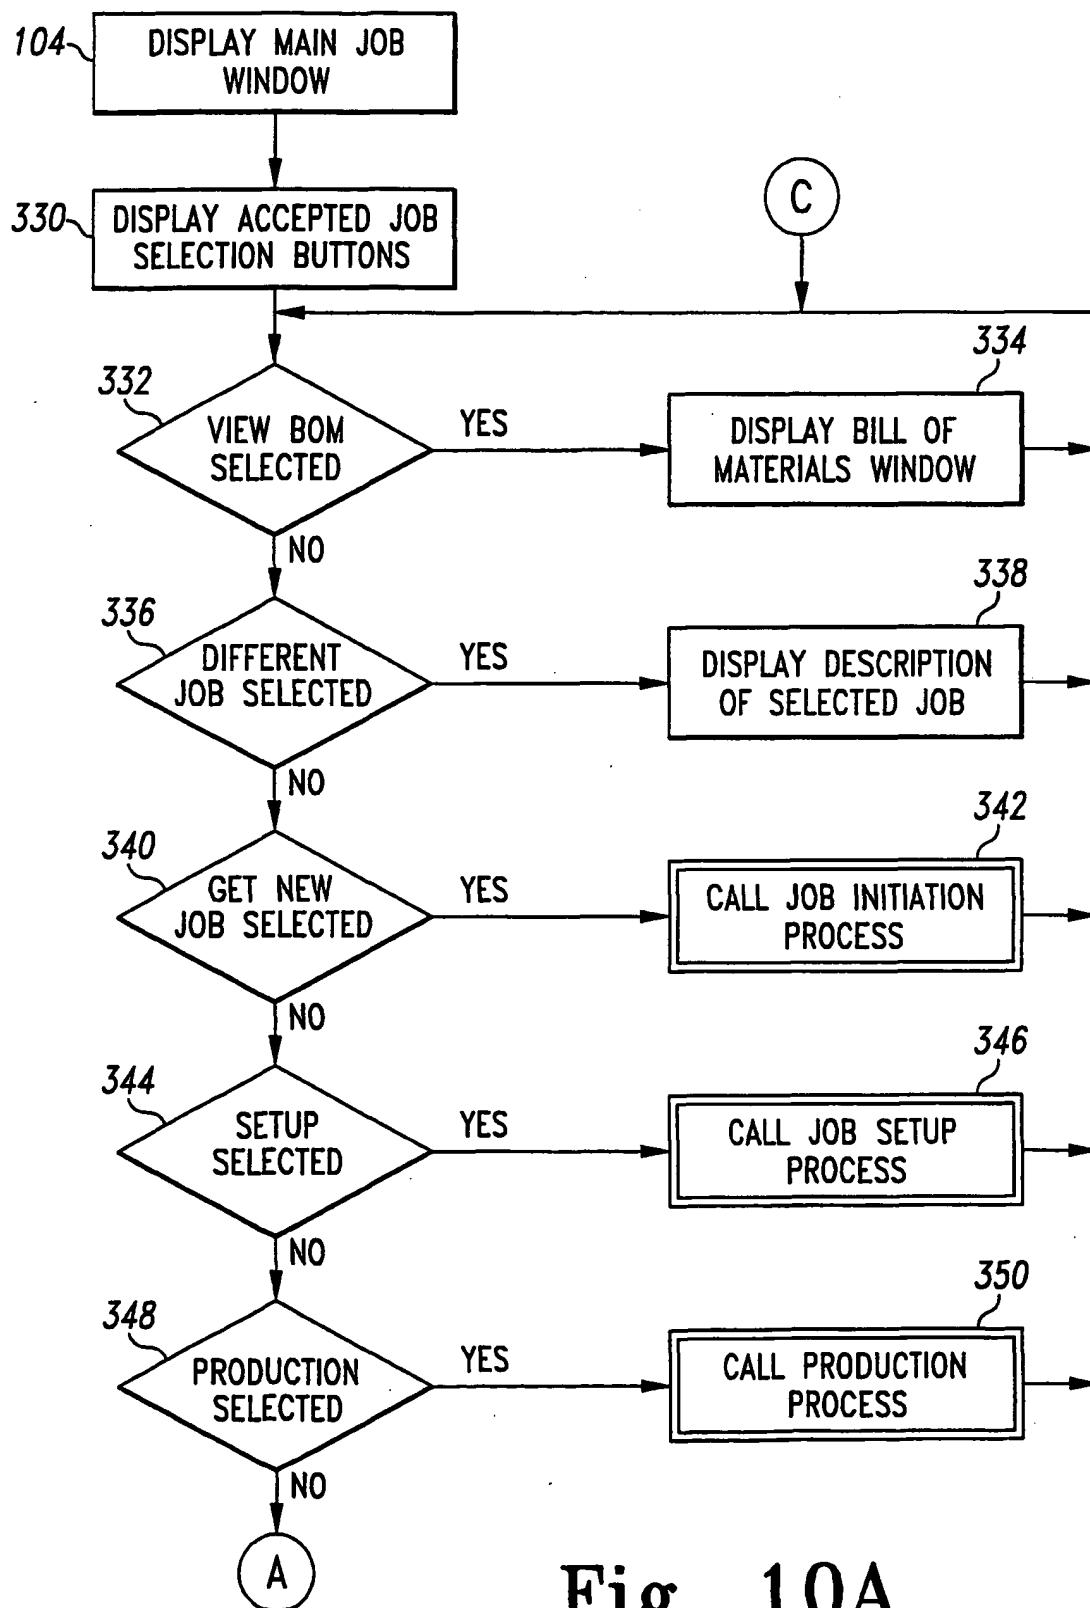 104
DISPLAY MAIN JOB
WINDOW
330
DISPLAY ACCEPTED JOB
SELECTION BUTTONS
C
332
VIEW BOM
SELECTED
YES
NO
334
DISPLAY BILL OF
MATERIALS WINDOW
336
DIFFERENT
JOB SELECTED
YES
NO
338
DISPLAY DESCRIPTION
OF SELECTED JOB
340
GET NEW
JOB SELECTED
YES
NO
342
CALL JOB INITIATION
PROCESS
344
SETUP
SELECTED
YES
NO
346
CALL JOB SETUP
PROCESS
348
PRODUCTION
SELECTED
YES
NO
350
CALL PRODUCTION
PROCESS
A
Fig. 10A